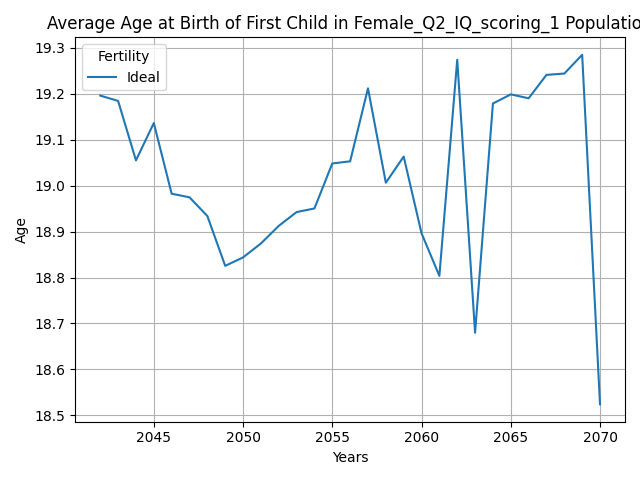 Average Age at Birth of First Child in Female_Q2_IQ_scoring_1 Populatio
Fertility
Ideal
19.3
19.2
19.1
19.0
18.9
18.8
18.7
18.6
18.5
Age
2045 2050 2055 2060 2065 2070
Years